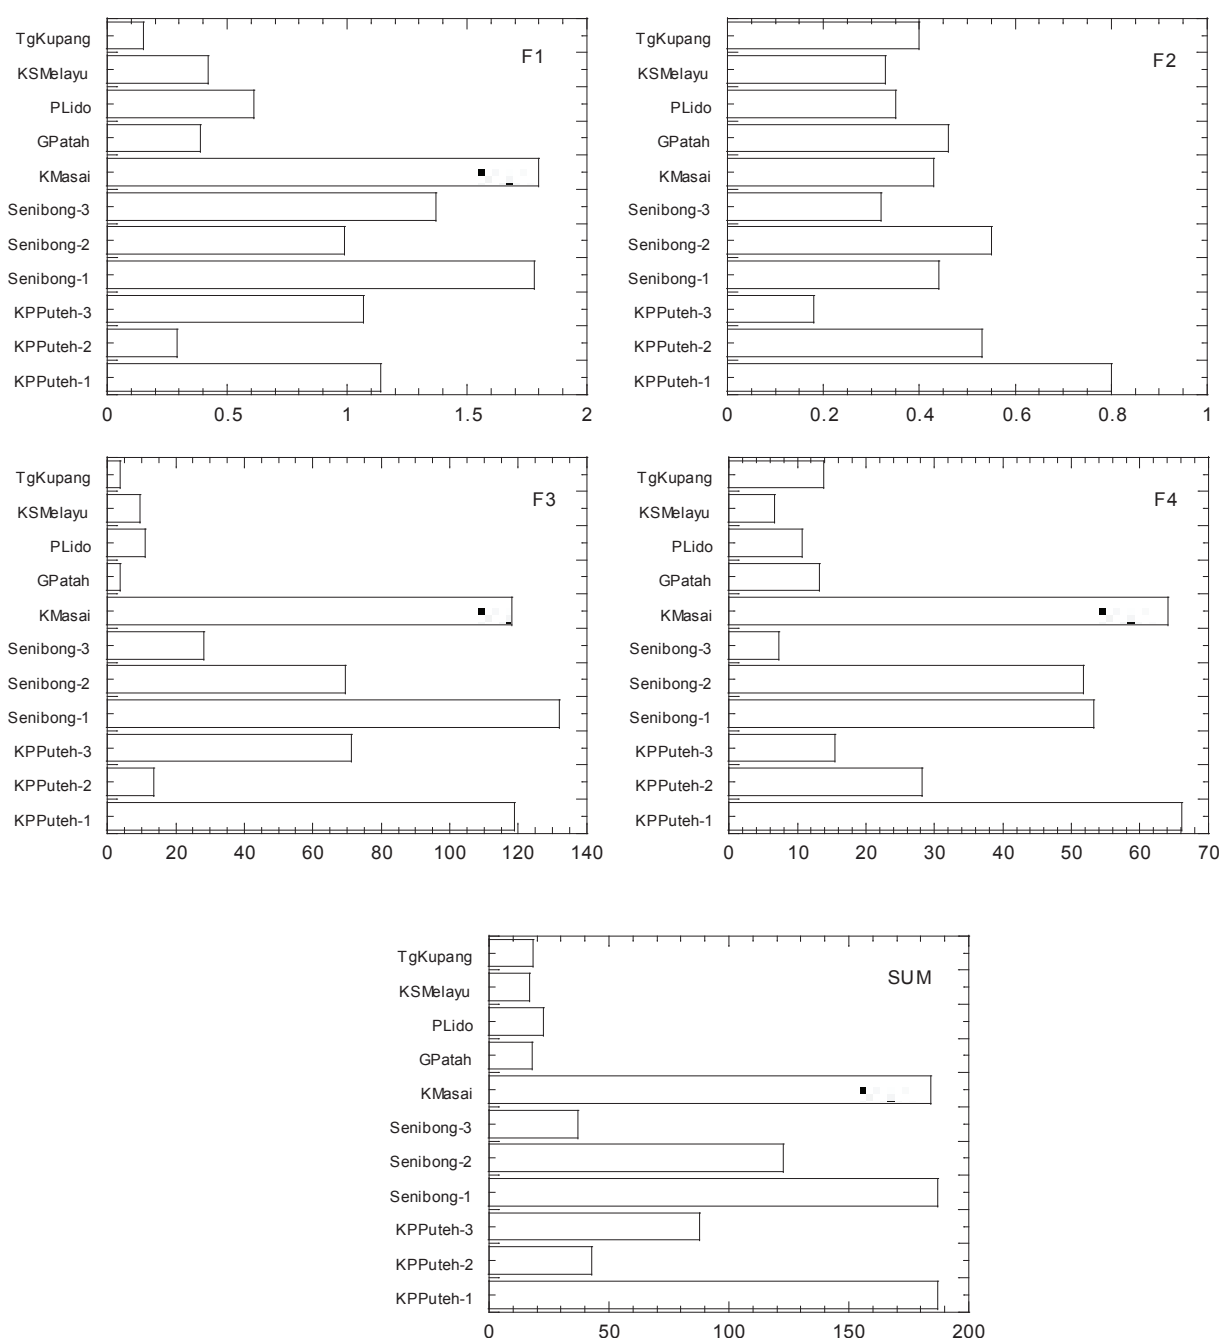 TgKupang
KSMelayu
PLido
GPatah
KMasai
Senibong-3
Senibong-2
Senibong-1
KPPuteh-3
KPPuteh-2
KPPuteh-1
F1
0 0.5 1 1.5 2
TgKupang
KSMelayu
PLido
GPatah
KMasai
Senibong-3
Senibong-2
Senibong-1
KPPuteh-3
KPPuteh-2
KPPuteh-1
F2
0 0.2 0.4 0.6 0.8 1
TgKupang
KSMelayu
PLido
GPatah
KMasai
Senibong-3
Senibong-2
Senibong-1
KPPuteh-3
KPPuteh-2
KPPuteh-1
F3
0 20 40 60 80 100 120 140
TgKupang
KSMelayu
PLido
GPatah
KMasai
Senibong-3
Senibong-2
Senibong-1
KPPuteh-3
KPPuteh-2
KPPuteh-1
F4
0 10 20 30 40 50 60 70
TgKupang
KSMelayu
PLido
GPatah
KMasai
Senibong-3
Senibong-2
Senibong-1
KPPuteh-3
KPPuteh-2
KPPuteh-1
SUM
0 50 100 150 200